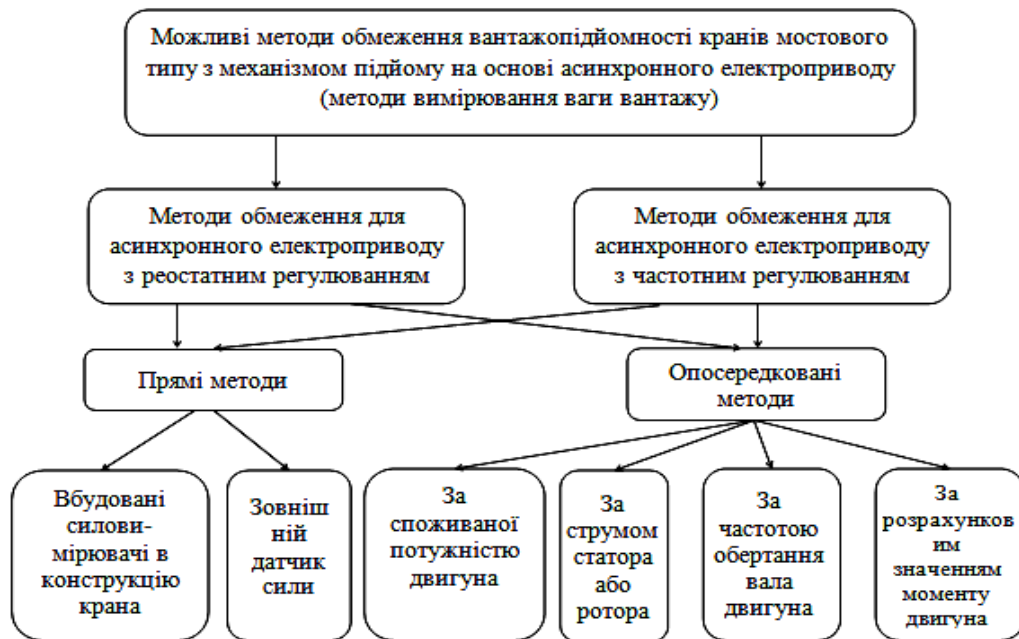 Можливі методи обмеження вантажопідйомності кранів мостового
типу з механізмом підйому на основі асинхронного електроприводу
(методи вимірювання ваги вантажу)
Методи обмеження для
асинхронного електроприводу
з реостатним регулюванням
Методи обмеження для
асинхронного електроприводу
з частотним регулюванням
Прямі методи
Опосередковані
методи
Вбудовані
силови-
мірювачі в
конструкцію
крана
Зовніш
ній
датчик
сили
За
споживаної
потужністю
двигуна
За
струмом
статора
або
ротора
За
частотою
обертання
вала
двигуна
За
розрахунков
им
значенням
моменту
двигуна